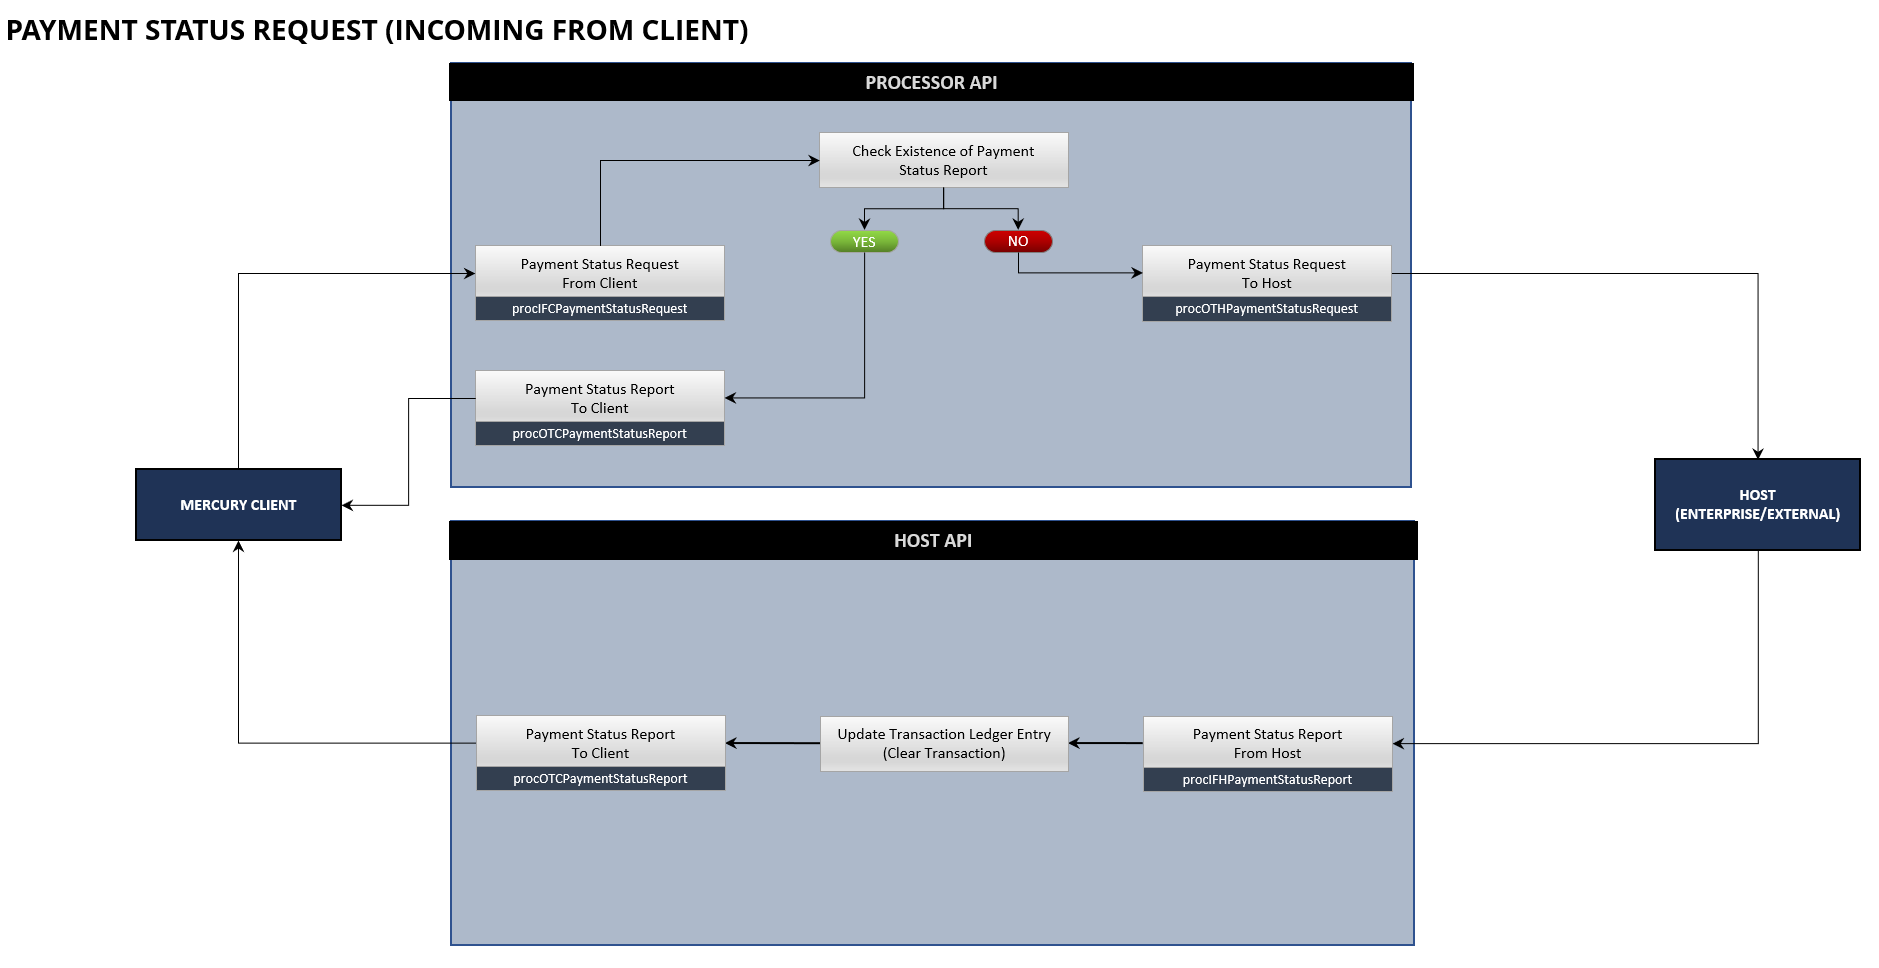 PAYMENT STATUS REQUEST (INCOMING FROM CLIENT)
PROCESSOR API
Check Existence of Payment
Status Report
YES
NO
Payment Status Request
From Client
procIFCPaymentStatusRequest
Payment Status Request
To Host
procOTHPaymentStatusRequest
Payment Status Report
To Client
procOTCPaymentStatusReport
MERCURY CLIENT
HOST
(ENTERPRISE/EXTERNAL)
HOST API
Payment Status Report
To Client
procOTCPaymentStatusReport
Update Transaction Ledger Entry
(Clear Transaction)
Payment Status Report
From Host
procIFHPaymentStatusReport